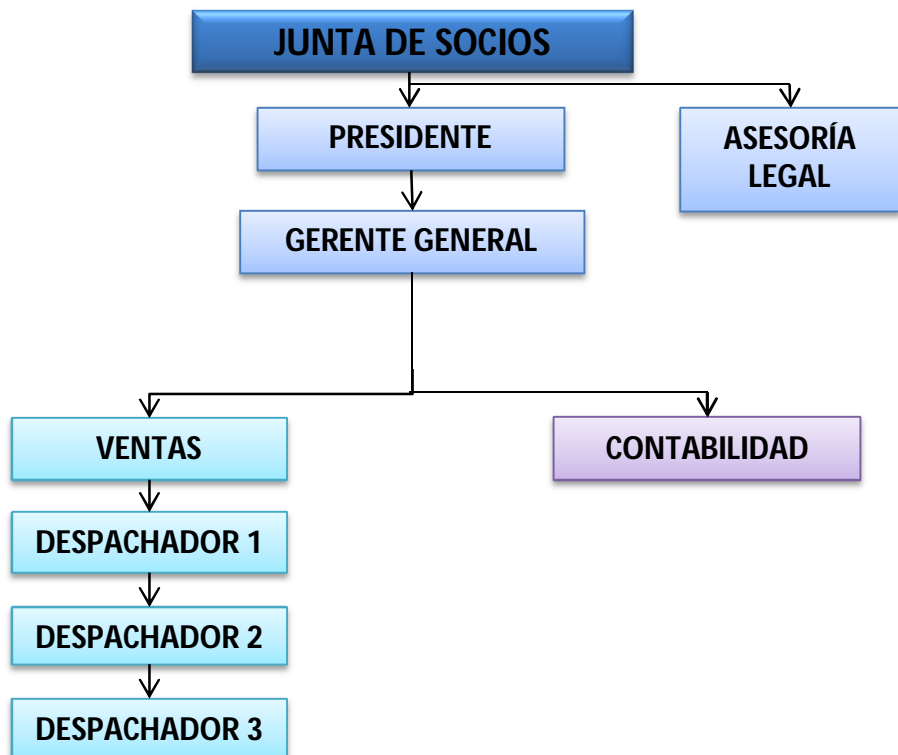 JUNTA DE SOCIOS
PRESIDENTE
ASESORÍA
LEGAL
GERENTE GENERAL
VENTAS
CONTABILIDAD
DESPACHADOR 1
DESPACHADOR 2
DESPACHADOR 3